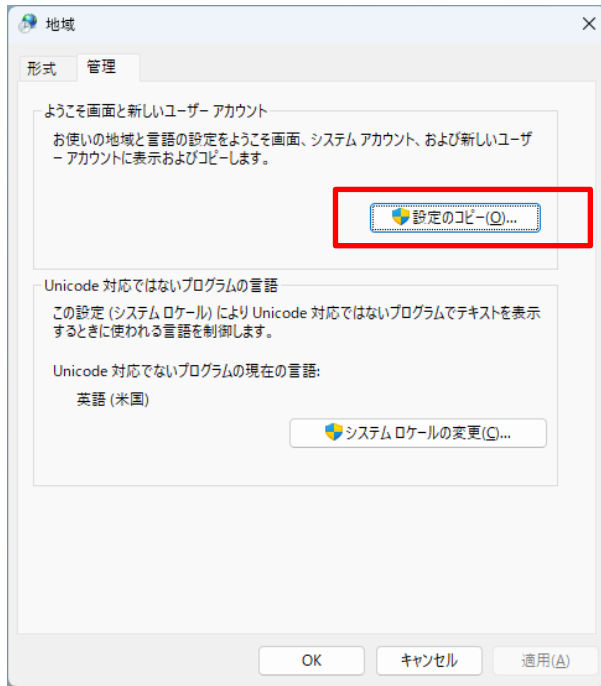 地域
形式
管理
ようこそ画面と新しいユーザー アカウント
お使いの地域と言語の設定をようこそ画面、システム アカウント、および新しいユーザ
ー アカウントに表示およびコピーします。
設定のコピー(O)...
Unicode 対応ではないプログラムの言語
この設定 (システム ロケール) により Unicode 対応ではないプログラムでテキストを表示
するときに使われる言語を制御します。
Unicode 対応でないプログラムの現在の言語:
英語 (米国)
システム ロケールの変更(C)...
OK
キャンセル
適用(A)